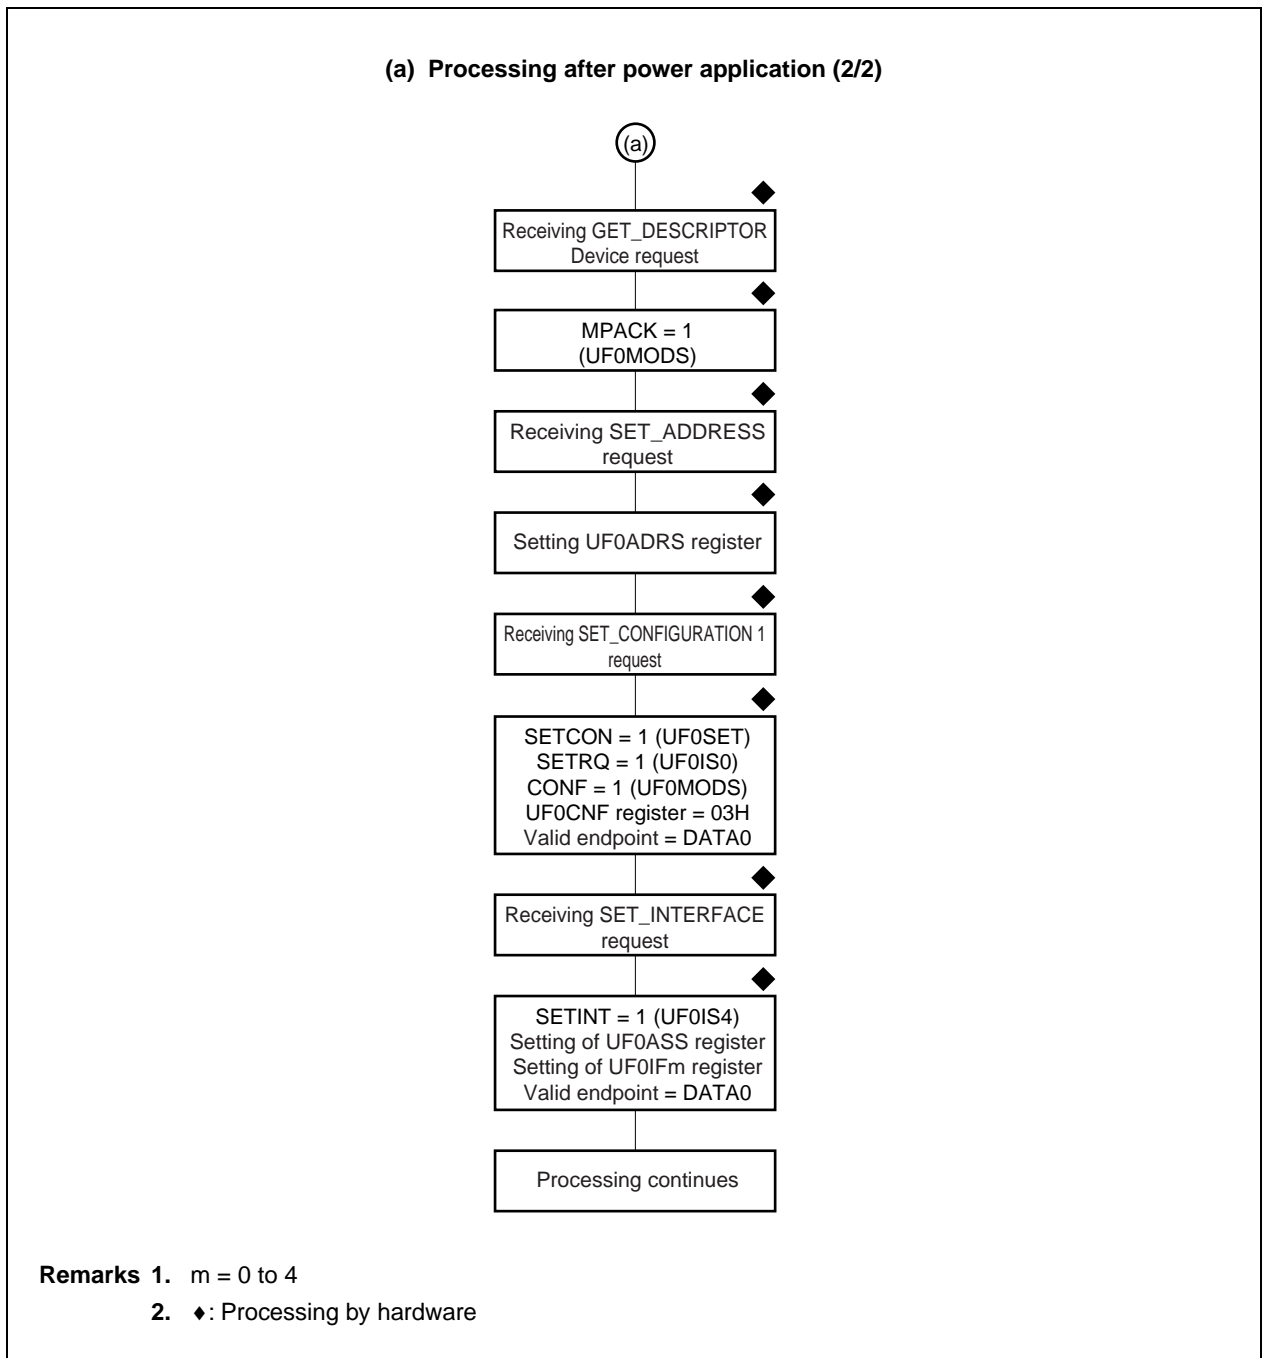 (a) Processing after power application (2/2)
(a)
Receiving GET_DESCRIPTOR
Device request
MPACK = 1
(UF0MODS)
Receiving SET_ADDRESS
request
Setting UF0ADRS register
Receiving SET_CONFIGURATION 1
request
SETCON = 1 (UF0SET)
SETRQ = 1 (UF0IS0)
CONF = 1 (UF0MODS)
UF0CNF register = 03H
Valid endpoint = DATA0
Receiving SET_INTERFACE
request
SETINT = 1 (UF0IS4)
Setting of UF0ASS register
Setting of UF0IFm register
Valid endpoint = DATA0
Processing continues
Remarks 1. m = 0 to 4
2. ♦: Processing by hardware